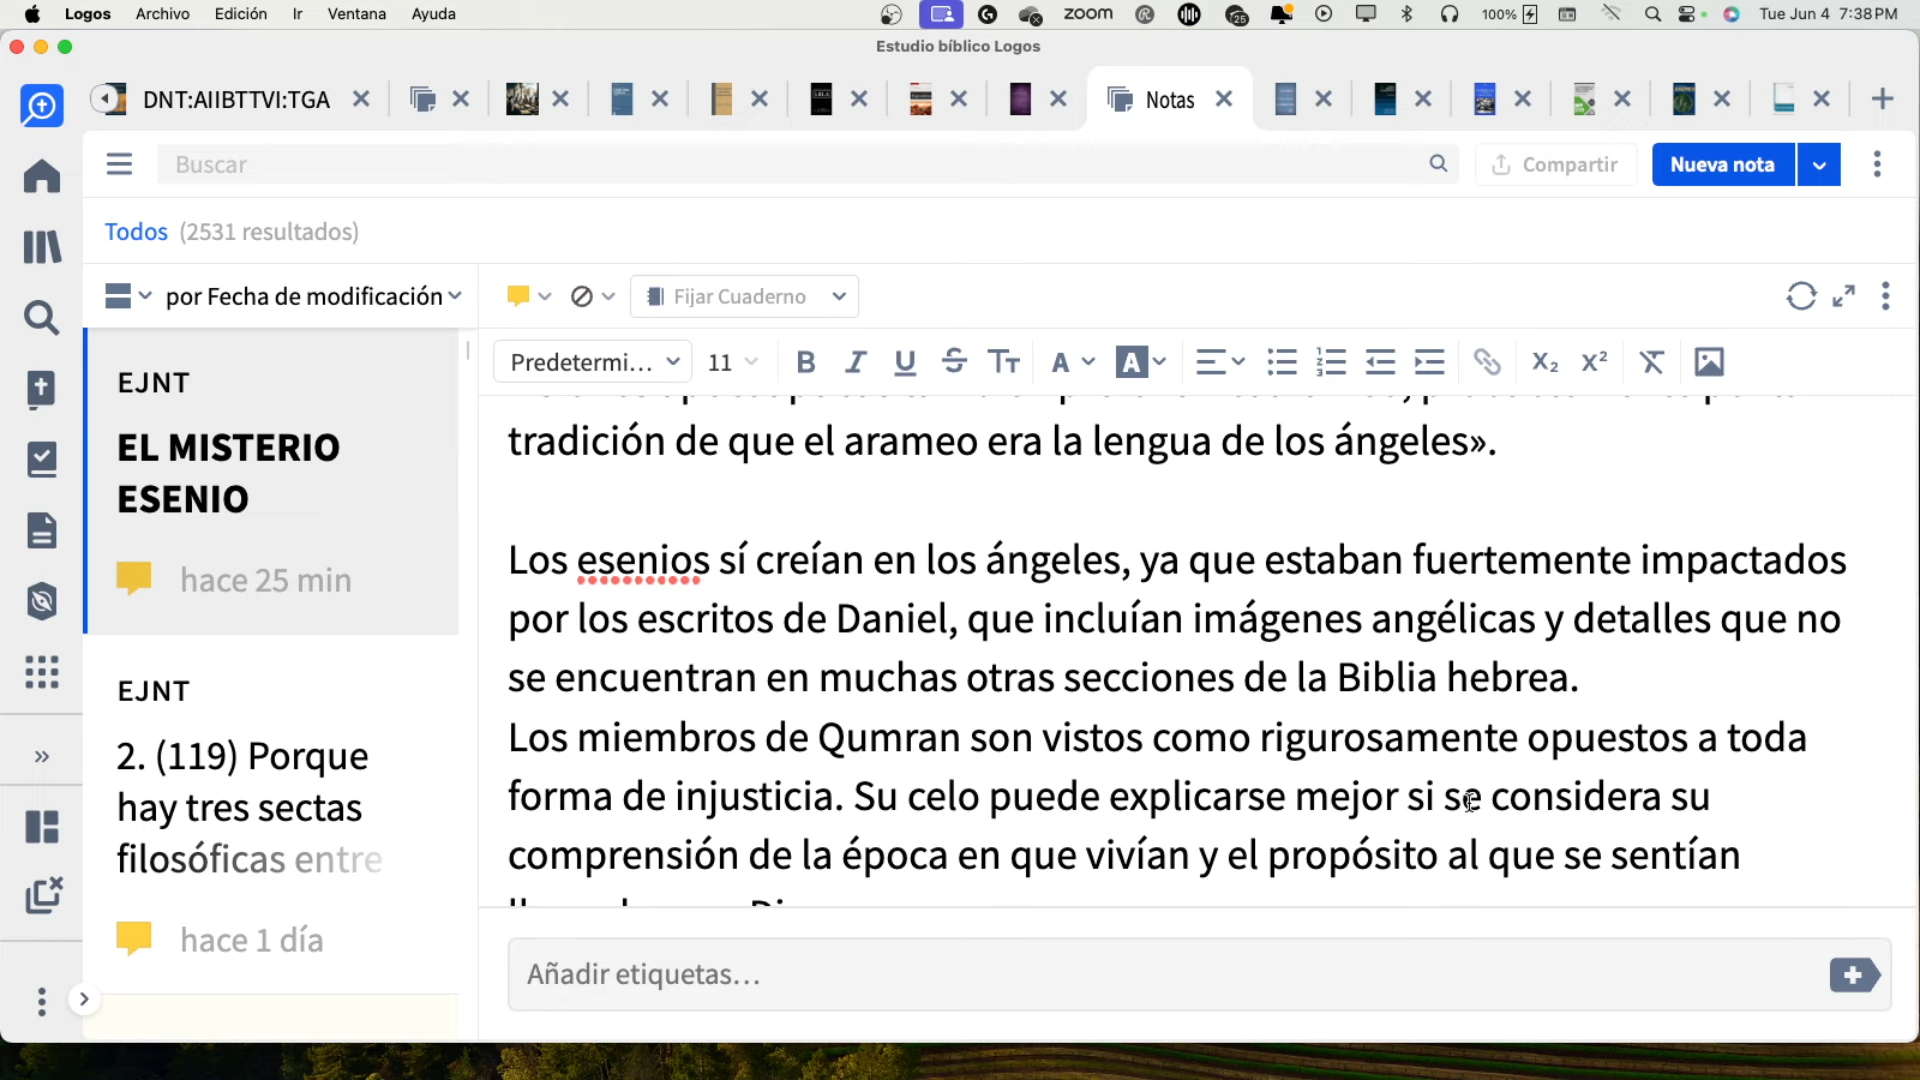 Logos Archivo Edición Ir Ventana Ayuda zoom 25 100% Tue Jun 4 7:38 PM
Estudio bíblico Logos
DNT:AIIBTTVI:TGA Notas
Buscar Compartir Nueva nota
Todos (2531 resultados)
por Fecha de modificación Fijar Cuaderno
Predetermi... 11
EJNT
EL MISTERIO
ESENIO
hace 25 min
EJNT
2. (119) Porque
hay tres sectas
filosóficas entre
hace 1 día
tradición de que el arameo era la lengua de los ángeles».
Los esenios sí creían en los ángeles, ya que estaban fuertemente impactados
por los escritos de Daniel, que incluían imágenes angélicas y detalles que no
se encuentran en muchas otras secciones de la Biblia hebrea.
Los miembros de Qumran son vistos como rigurosamente opuestos a toda
forma de injusticia. Su celo puede explicarse mejor si se considera su
comprensión de la época en que vivían y el propósito al que se sentían
Añadir etiquetas...